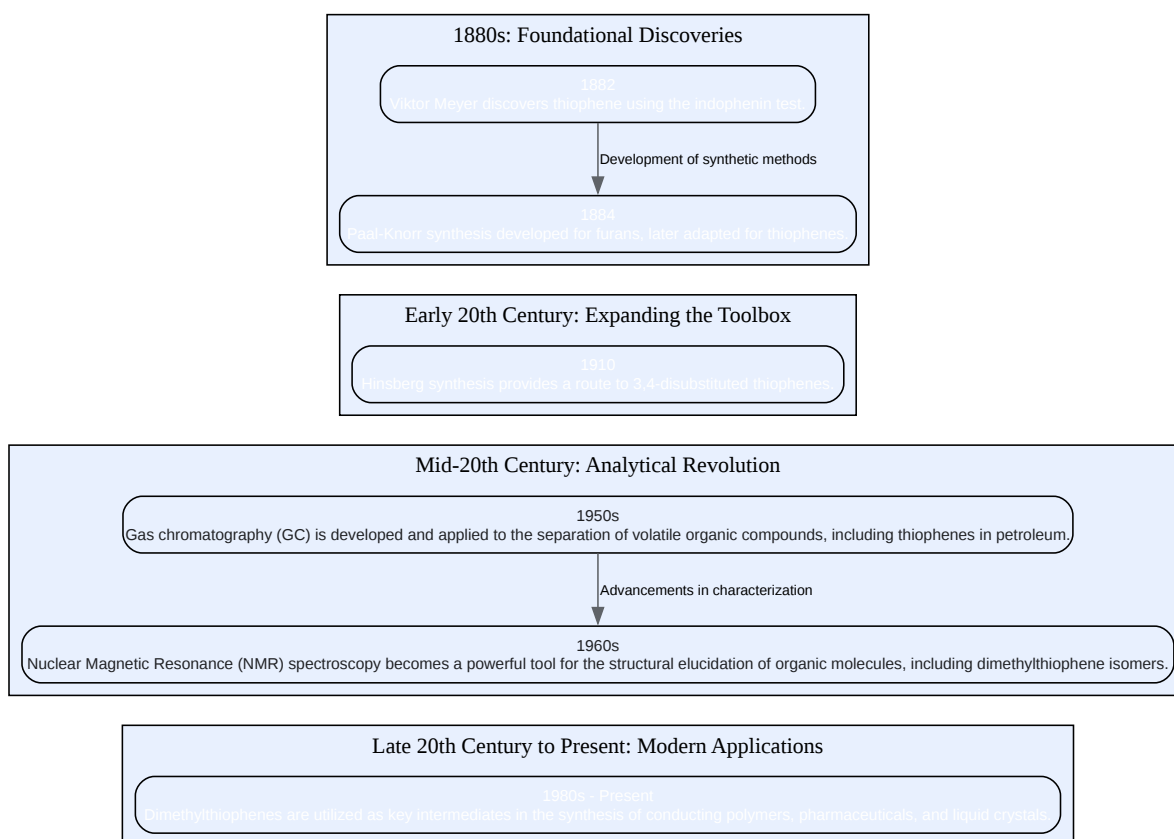 1880s: Foundational Discoveries
1882
Viktor Meyer discovers thiophene using the indophenin test.
Development of synthetic methods
1884
Paal-Knorr synthesis developed for furans, later adapted for thiophenes.
Early 20th Century: Expanding the Toolbox
1910
Hinsberg synthesis provides a route to 3,4-disubstituted thiophenes.
Mid-20th Century: Analytical Revolution
1950s
Gas chromatography (GC) is developed and applied to the separation of volatile organic compounds, including thiophenes in petroleum.
Advancements in characterization
1960s
Nuclear Magnetic Resonance (NMR) spectroscopy becomes a powerful tool for the structural elucidation of organic molecules, including dimethylthiophene isomers.
Late 20th Century to Present: Modern Applications
1980s - Present
Dimethylthiophenes are utilized as key intermediates in the synthesis of conducting polymers, pharmaceuticals, and liquid crystals.